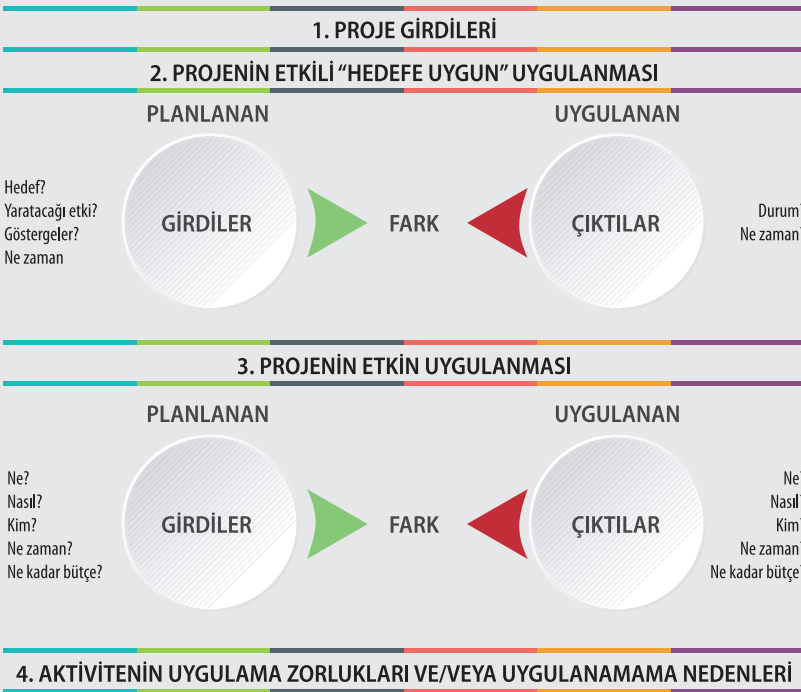 1. PROJE GİRDİLERİ
2. PROJENİN ETKİLİ “HEDEFE UYGUN” UYGULANMASI
PLANLANAN
UYGULANAN
Hedef?
Yaratacağı etki?
Göstergeler?
Ne zaman
GİRDİLER
FARK
ÇIKTILAR
Durum?
Ne zaman?
3. PROJENİN ETKİN UYGULANMASI
PLANLANAN
UYGULANAN
Ne?
Nasıl?
Kim?
Ne zaman?
Ne kadar bütçe?
GİRDİLER
FARK
ÇIKTILAR
Ne?
Nasıl?
Kim?
Ne zaman?
Ne kadar bütçe?
4. AKTİVİTENİN UYGULAMA ZORLUKLARI VE/VEYA UYGULANAMAMA NEDENLERİ